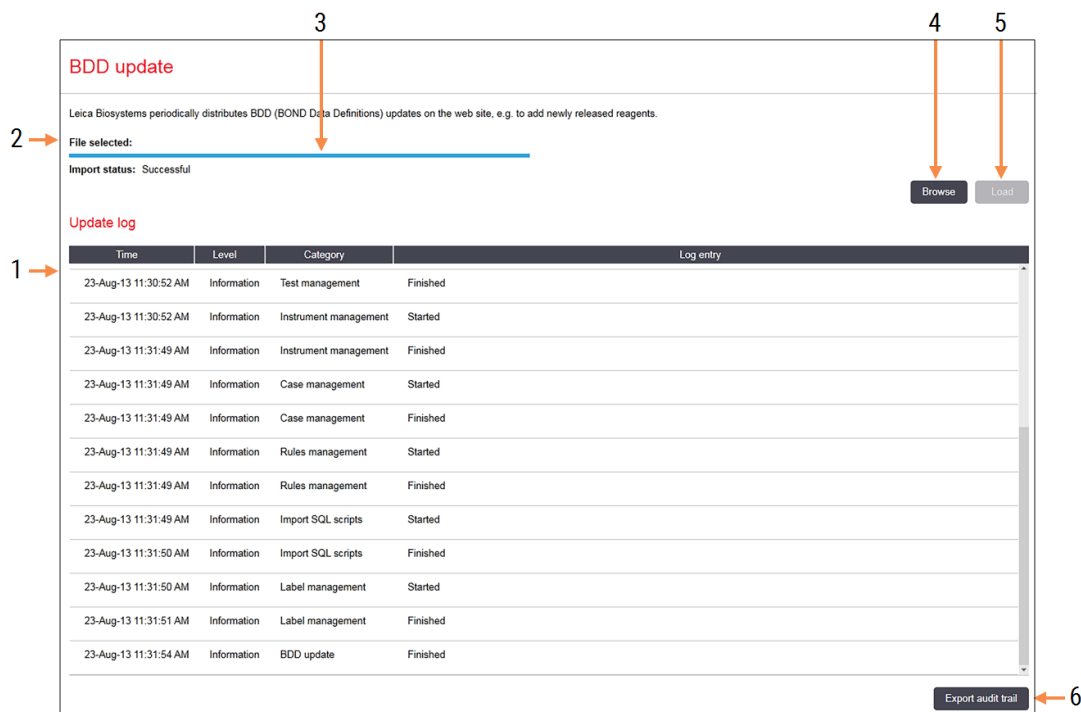 3 4 5
BDD update
Leica Biosystems periodically distributes BDD (BOND Data Definitions) updates on the web site, e.g. to add newly released reagents.
2 File selected:
Import status: Successful
Browse Load
Update log
Time Level Category Log entry
1
23-Aug-13 11:30:52 AM Information Test management Finished
23-Aug-13 11:30:52 AM Information Instrument management Started
23-Aug-13 11:31:49 AM Information Instrument management Finished
23-Aug-13 11:31:49 AM Information Case management Started
23-Aug-13 11:31:49 AM Information Case management Finished
23-Aug-13 11:31:49 AM Information Rules management Started
23-Aug-13 11:31:49 AM Information Rules management Finished
23-Aug-13 11:31:49 AM Information Import SQL scripts Started
23-Aug-13 11:31:50 AM Information Import SQL scripts Finished
23-Aug-13 11:31:50 AM Information Label management Started
23-Aug-13 11:31:51 AM Information Label management Finished
23-Aug-13 11:31:54 AM Information BDD update Finished
Export audit trail 6